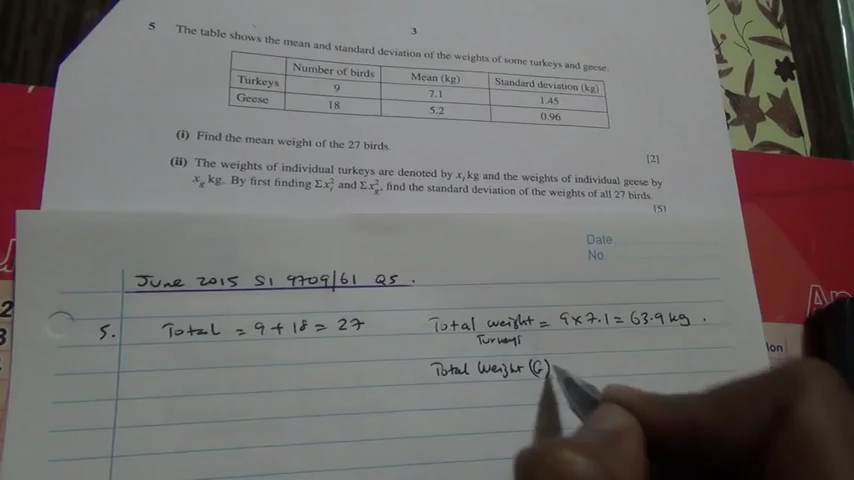 3
5 The table shows the mean and standard deviation of the weights of some turkeys and geese.
Number of birds Mean (kg) Standard deviation (kg)
Turkeys 9 7.1 1.45
Geese 18 5.2 0.96
(i) Find the mean weight of the 27 birds. [2]
(ii) The weights of individual turkeys are denoted by xₜ kg and the weights of individual geese by
x_g kg. By first finding Σxₜ² and Σx_g², find the standard deviation of the weights of all 27 birds.
[5]
Date
No.
June 2015 S1 9709/61 Q5.
5. Total = 9 + 18 = 27 Total weight = 9 x 7.1 = 63.9 kg.
Turkeys
Total Weight (G)
2
3